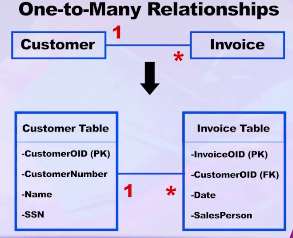 One-to-Many Relationships
Customer 1 * Invoice
Customer Table
-CustomerOID (PK)
-CustomerNumber
-Name
-SSN
1 *
Invoice Table
-InvoiceOID (PK)
-CustomerOID (FK)
-Date
-SalesPerson